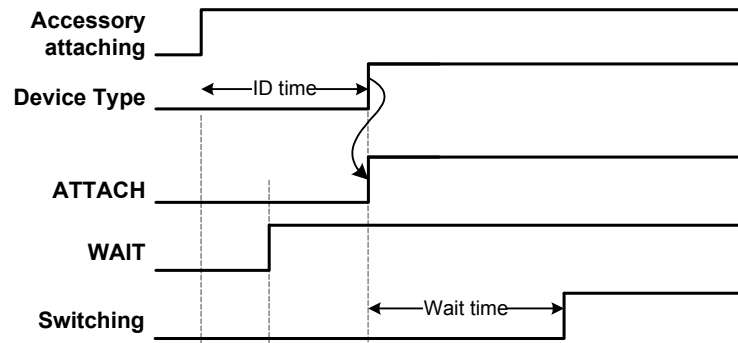 Accessory
attaching
ID time
Device Type
ATTACH
WAIT
Wait time
Switching